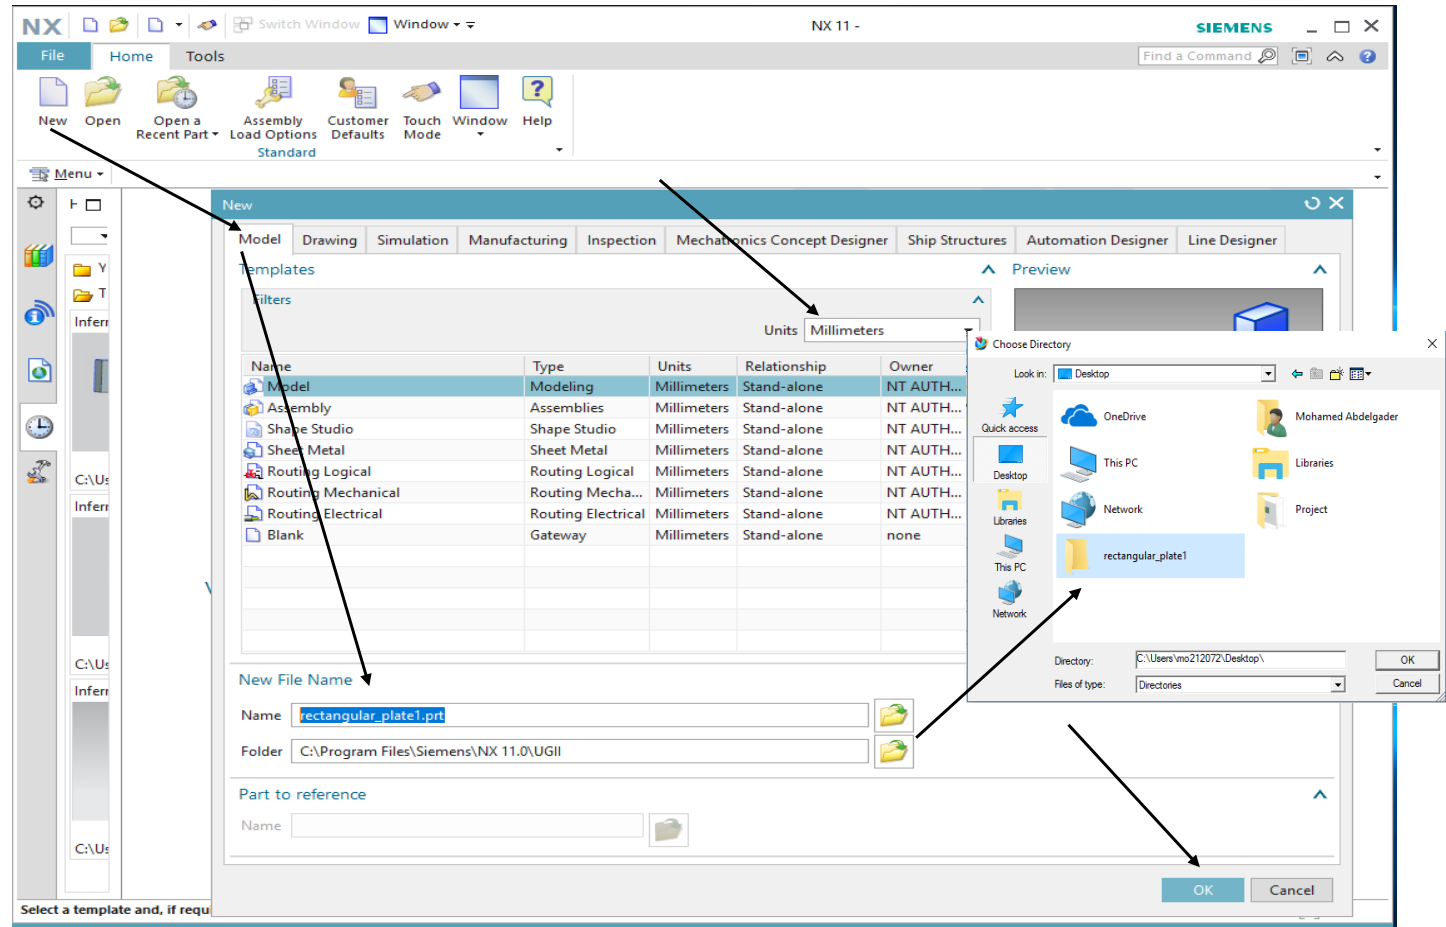 NX Switch Window Window NX 11 - SIEMENS
File Home Tools Find a Command
New Open Open a Recent Part Assembly Load Options Customer Defaults Touch Mode Window Help
Standard
Menu
New
Model Drawing Simulation Manufacturing Inspection Mechatronics Concept Designer Ship Structures Automation Designer Line Designer
Templates Preview
Filters
Units Millimeters
Name Type Units Relationship Owner
Model Modeling Millimeters Stand-alone NT AUTH...
Assembly Assemblies Millimeters Stand-alone NT AUTH...
Shape Studio Shape Studio Millimeters Stand-alone NT AUTH...
Sheet Metal Sheet Metal Millimeters Stand-alone NT AUTH...
Routing Logical Routing Logical Millimeters Stand-alone NT AUTH...
Routing Mechanical Routing Mecha... Millimeters Stand-alone NT AUTH...
Routing Electrical Routing Electrical Millimeters Stand-alone NT AUTH...
Blank Gateway Millimeters Stand-alone none
New File Name
Name rectangular_plate1.prt
Folder C:\Program Files\Siemens\NX 11.0\UGII
Part to reference
Name
OK Cancel
Choose Directory
Look in: Desktop
Quick access
Desktop
Libraries
This PC
Network
OneDrive Mohamed Abdelgader
This PC Libraries
Network Project
rectangular_plate1
Directory: C:\Users\mo212072\Desktop\ OK
Files of type: Directories Cancel
Y
T
Inferr
C:\Us
Inferr
C:\Us
Inferr
C:\Us
Select a template and, if requi